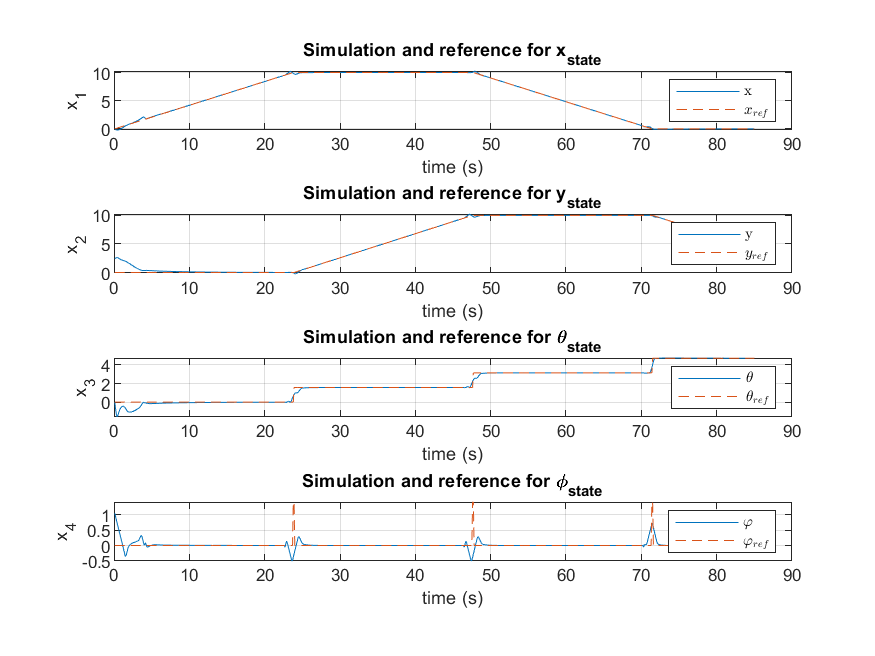 Simulation and reference for x_state
10
5
0
x_1
x
x_ref
0 10 20 30 40 50 60 70 80 90
time (s)
Simulation and reference for y_state
10
5
0
x_2
y
y_ref
0 10 20 30 40 50 60 70 80 90
time (s)
Simulation and reference for θ_state
4
2
0
x_3
θ
θ_ref
0 10 20 30 40 50 60 70 80 90
time (s)
Simulation and reference for ϕ_state
1
0.5
0
-0.5
x_4
φ
φ_ref
0 10 20 30 40 50 60 70 80 90
time (s)